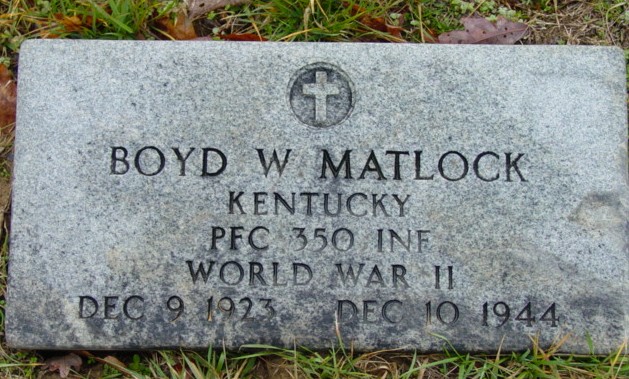 BOYD W MATLOCK
KENTUCKY
PFC 350 INF
WORLD WAR II
DEC 9 1923 DEC 10 1944